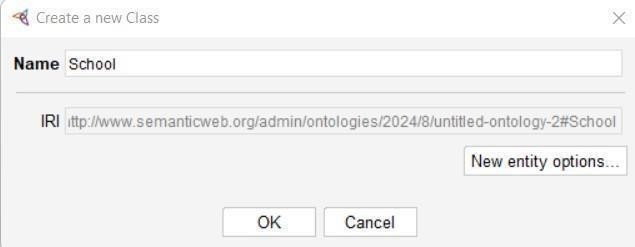 Create a new Class
Name School
IRI ttp://www.semanticweb.org/admin/ontologies/2024/8/untitled-ontology-2#School
New entity options...
OK Cancel